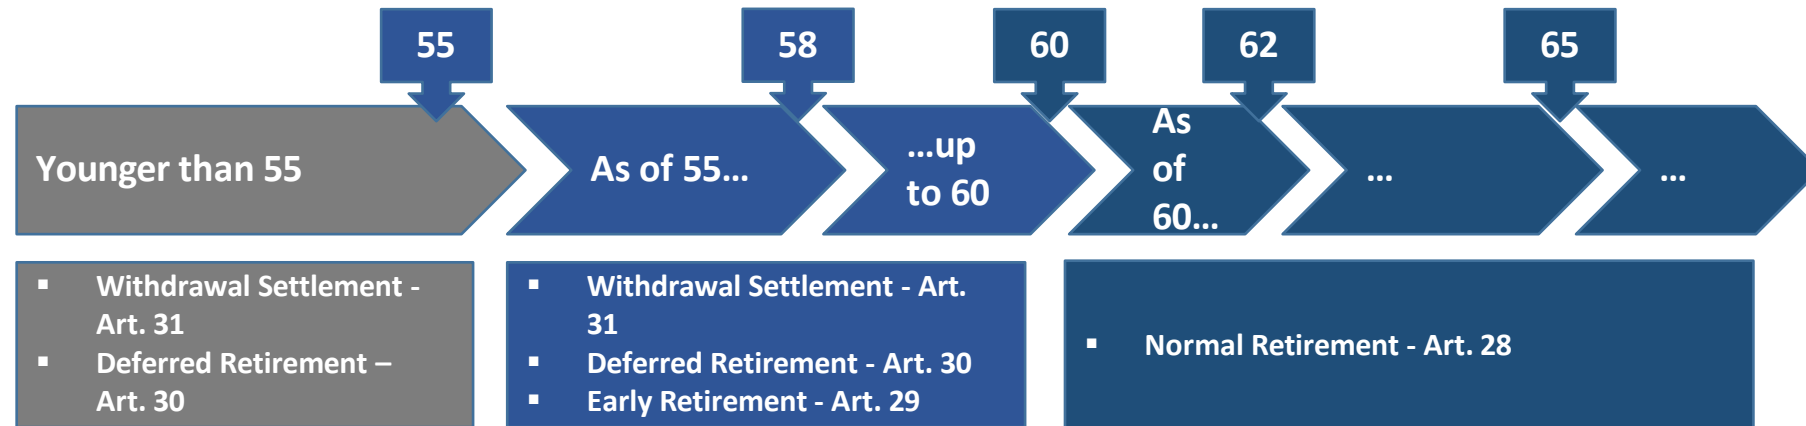 55
58
60
62
65
Younger than 55
As of 55...
...up
to 60
As
of
60...
...
...
▪ Withdrawal Settlement -
Art. 31
▪ Deferred Retirement –
Art. 30
▪ Withdrawal Settlement - Art.
31
▪ Deferred Retirement - Art. 30
▪ Early Retirement - Art. 29
▪ Normal Retirement - Art. 28